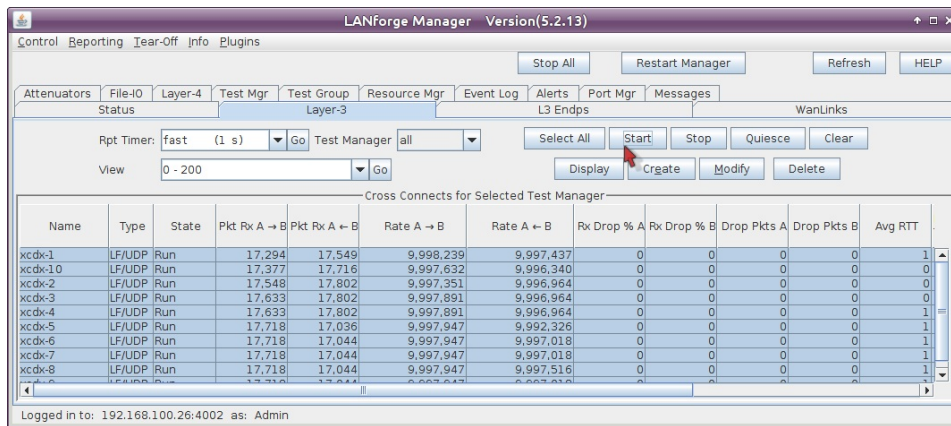 LANforge Manager Version(5.2.13)
Control Reporting Tear-Off Info Plugins
Stop All Restart Manager Refresh HELP
Attenuators File-IO Layer-4 Test Mgr Test Group Resource Mgr Event Log Alerts Port Mgr Messages
Status Layer-3 L3 Endps WanLinks
Rpt Timer: fast (1 s) Go Test Manager all Select All Start Stop Quiesce Clear
View 0 - 200 Go Display Create Modify Delete
Cross Connects for Selected Test Manager
Name Type State Pkt Rx A → B Pkt Rx A ← B Rate A → B Rate A ← B Rx Drop % A Rx Drop % B Drop Pkts A Drop Pkts B Avg RTT
xcdx-1 LF/UDP Run 17,294 17,549 9,998,239 9,997,437 0 0 0 0 1
xcdx-10 LF/UDP Run 17,377 17,716 9,997,632 9,996,340 0 0 0 0 0
xcdx-2 LF/UDP Run 17,548 17,802 9,997,351 9,996,964 0 0 0 0 0
xcdx-3 LF/UDP Run 17,633 17,802 9,997,891 9,996,964 0 0 0 0 0
xcdx-4 LF/UDP Run 17,633 17,802 9,997,891 9,996,964 0 0 0 0 1
xcdx-5 LF/UDP Run 17,718 17,036 9,997,947 9,992,326 0 0 0 0 1
xcdx-6 LF/UDP Run 17,718 17,044 9,997,947 9,997,018 0 0 0 0 1
xcdx-7 LF/UDP Run 17,718 17,044 9,997,947 9,997,018 0 0 0 0 1
xcdx-8 LF/UDP Run 17,718 17,044 9,997,947 9,997,516 0 0 0 0 1
Logged in to: 192.168.100.26:4002 as: Admin